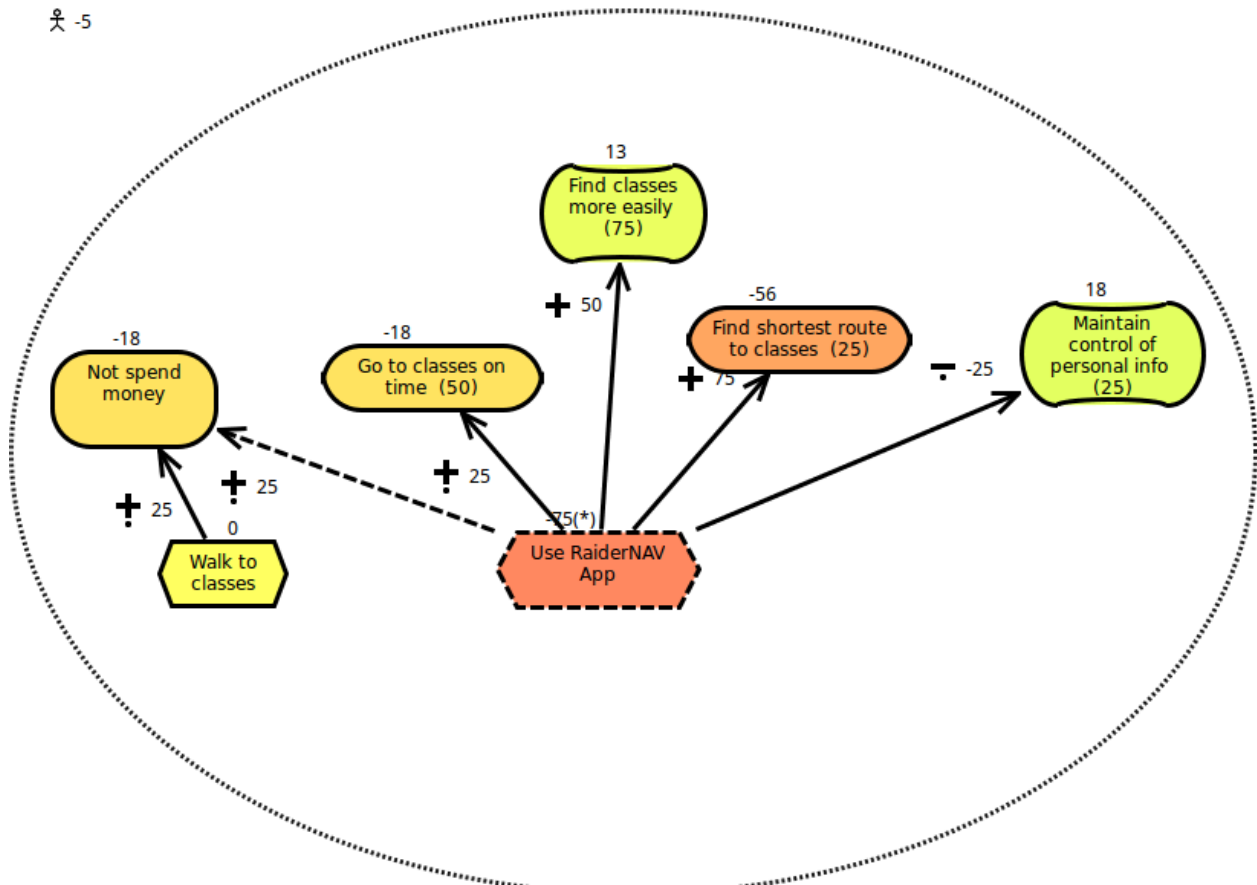 -5
13
Find classes
more easily
(75)
+ 50
-56
Find shortest route
to classes (25)
+ 75
18
Maintain
control of
personal info
(25)
-25
-18
Not spend
money
-18
Go to classes on
time (50)
25
25
25
0
Walk to
classes
-75(*)
Use RaiderNAV
App